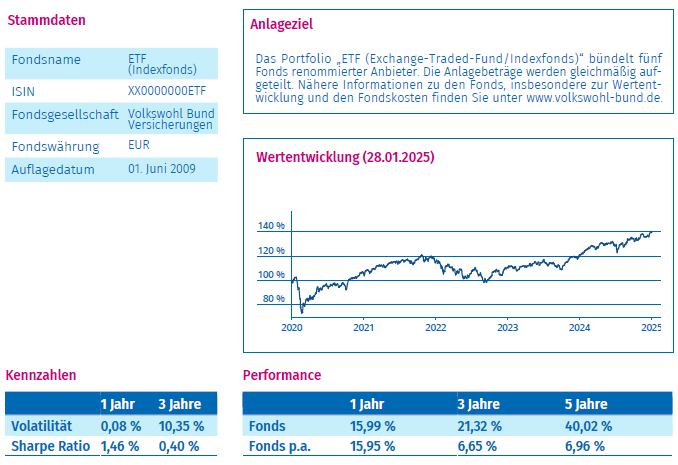 Stammdaten
Fondsname ETF
(Indexfonds)
ISIN XX0000000ETF
Fondsgesellschaft Volkswohl Bund
Versicherungen
Fondswährung EUR
Auflagedatum 01. Juni 2009
Anlageziel
Das Portfolio „ETF (Exchange-Traded-Fund/Indexfonds)“ bündelt fünf
Fonds renommierter Anbieter. Die Anlagebeträge werden gleichmäßig auf-
geteilt. Nähere Informationen zu den Fonds, insbesondere zur Wertent-
wicklung und den Fondskosten finden Sie unter www.volkswohl-bund.de.
Wertentwicklung (28.01.2025)
140 %
120 %
100 %
80 %
2020 2021 2022 2023 2024 2025
Kennzahlen
1 Jahr 3 Jahre
Volatilität 0,08 % 10,35 %
Sharpe Ratio 1,46 % 0,40 %
Performance
1 Jahr 3 Jahre 5 Jahre
Fonds 15,99 % 21,32 % 40,02 %
Fonds p.a. 15,95 % 6,65 % 6,96 %